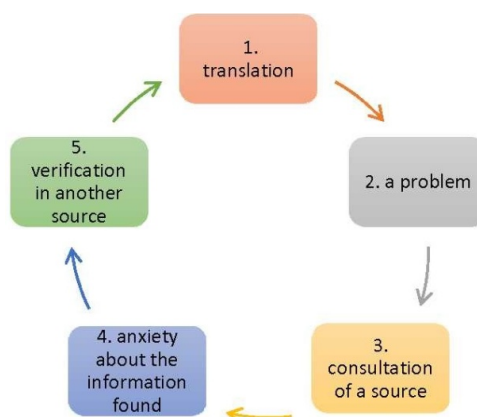 1.
translation
2. a problem
3.
consultation
of a source
4. anxiety
about the
information
found
5.
verification
in another
source